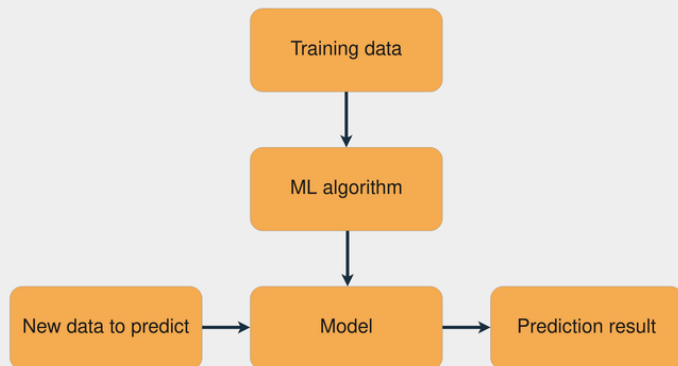 Training data
ML algorithm
New data to predict
Model
Prediction result